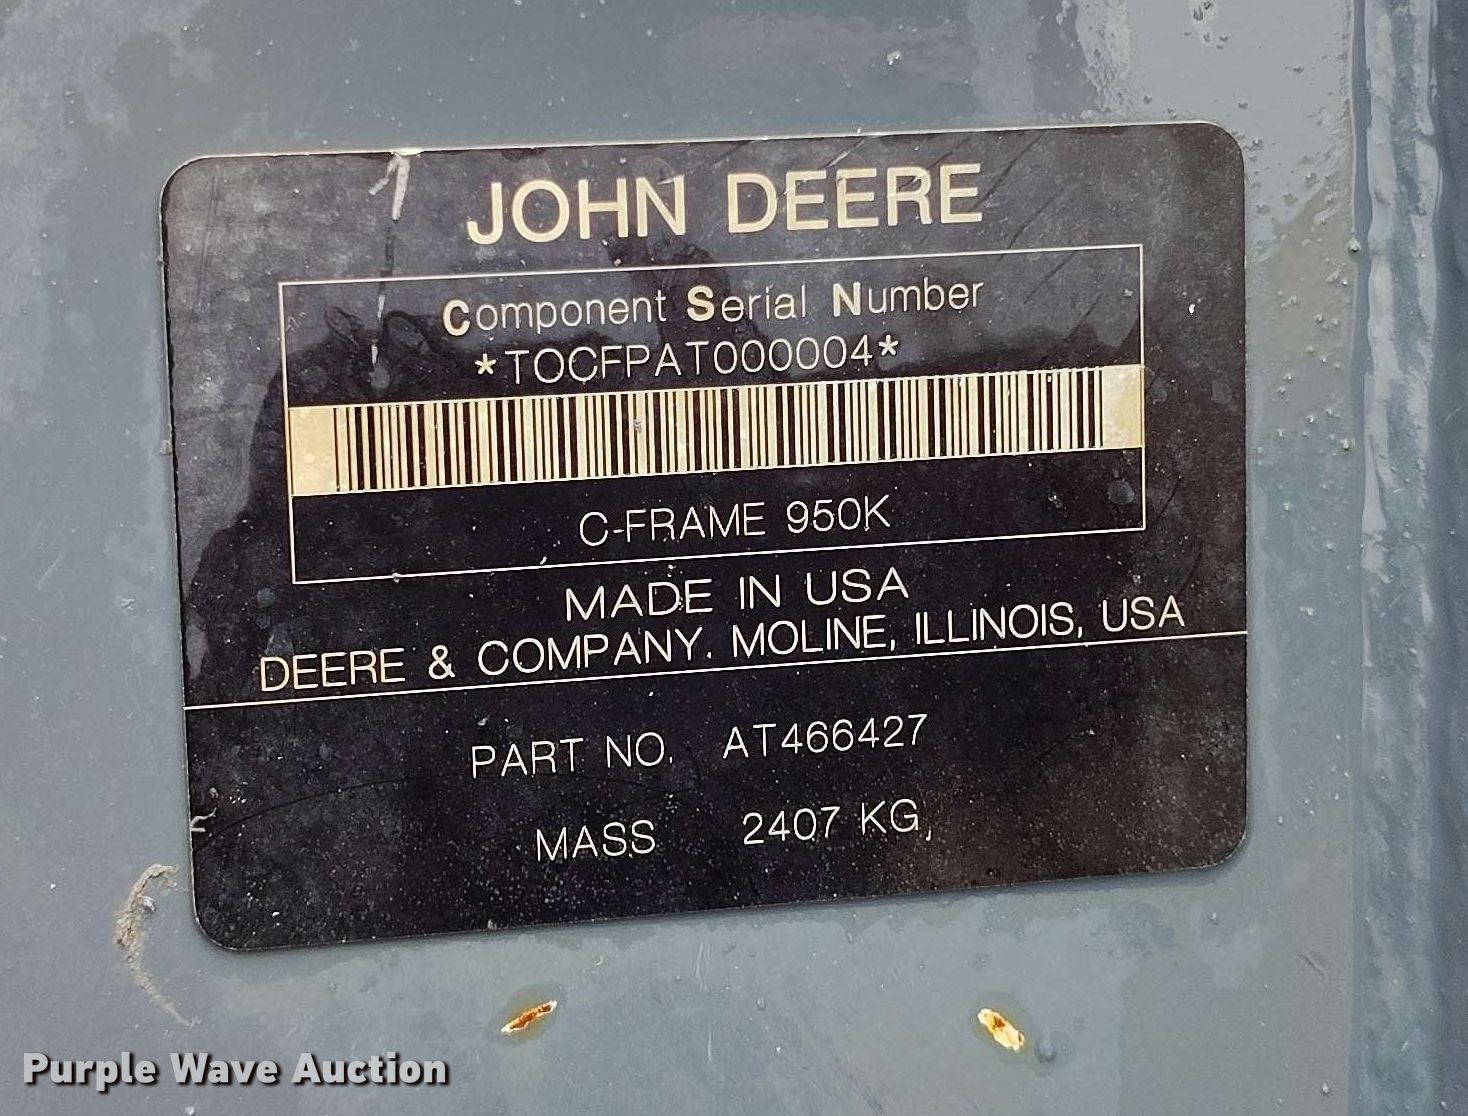 JOHN DEERE
Component Serial Number
*TOCFPAT000004*
C-FRAME 950K
MADE IN USA
DEERE & COMPANY. MOLINE, ILLINOIS, USA
PART NO. AT466427
MASS 2407 KG,
Purple Wave Auction